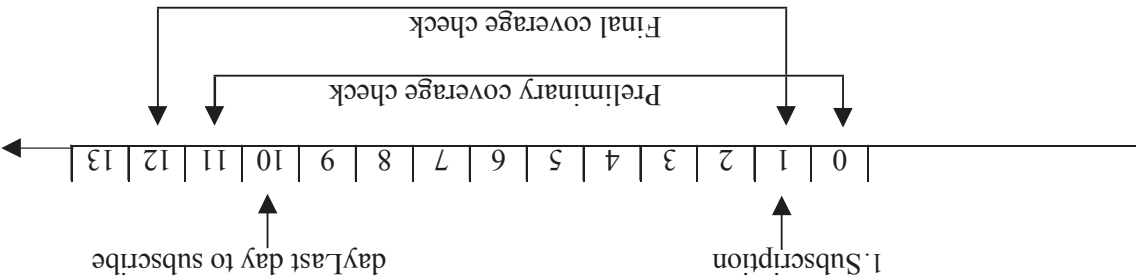 1.Subscription
dayLast day to subscribe
0 1 2 3 4 5 6 7 8 9 10 11 12 13
Preliminary coverage check
Final coverage check